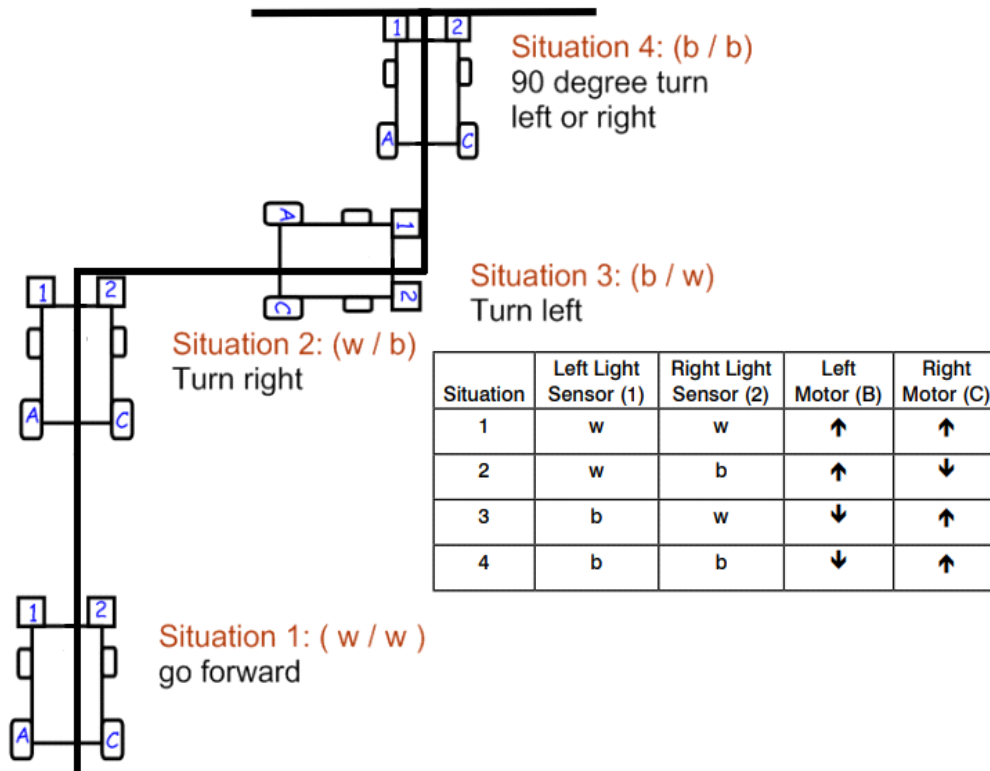 1 2
Situation 4: (b / b)
90 degree turn
left or right
A C
A 1
Situation 3: (b / w)
Turn left
C 2
1 2
Situation 2: (w / b)
Turn right
A C
Situation Left Light Sensor (1) Right Light Sensor (2) Left Motor (B) Right Motor (C)
1 w w ↑ ↑
2 w b ↑ ↓
3 b w ↓ ↑
4 b b ↓ ↑
1 2
Situation 1: ( w / w )
go forward
A C